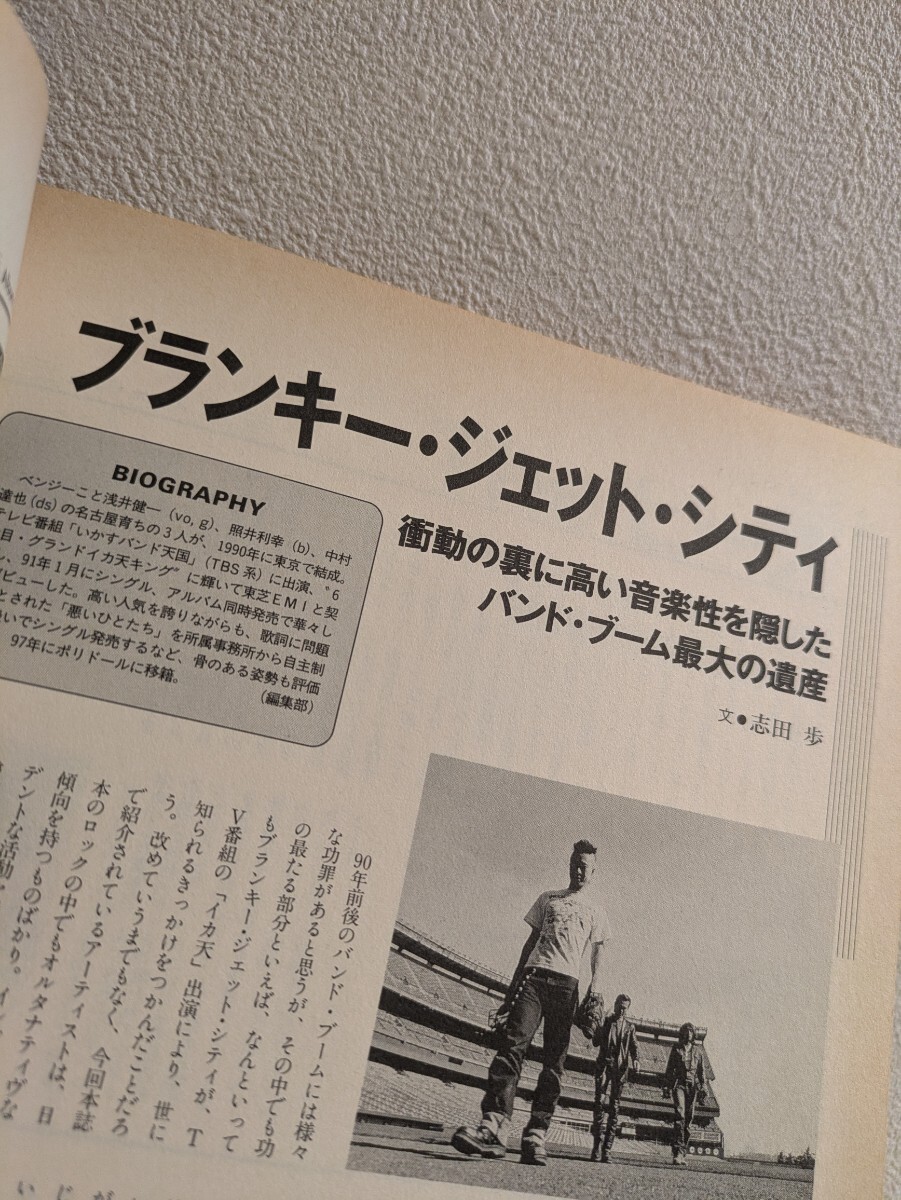 ブランキー・ジェット・シティ
衝動の裏に高い音楽性を隠した
バンド・ブーム最大の遺産
文●志田 歩
BIOGRAPHY
ベンジーこと浅井健一（vo, g）、照井利幸（b）、中村
達也（ds）の名古屋育ちの3人が、1990年に東京で結成。
テレビ番組「いかすバンド天国」（TBS系）に出演、〝6
目・グランドイカ天キング〟に輝いて東芝EMIと契
、91年1月にシングル、アルバム同時発売で華々し
ビューした。高い人気を誇りながらも、歌詞に問題
とされた「悪いひとたち」を所属事務所から自主制
いでシングル発売するなど、骨のある姿勢も評価
97年にポリドールに移籍。
（編集部）
90年前後のバンド・ブームには様々
な功罪があると思うが、その中でも功
の最たる部分といえば、なんといって
もブランキー・ジェット・シティが、T
V番組の「イカ天」出演により、世に
知られるきっかけをつかんだことだろ
う。改めていうまでもなく、今回本誌
で紹介されているアーティストは、日
本のロックの中でもオルタナティヴな
傾向を持つものばかり。
デントな活動